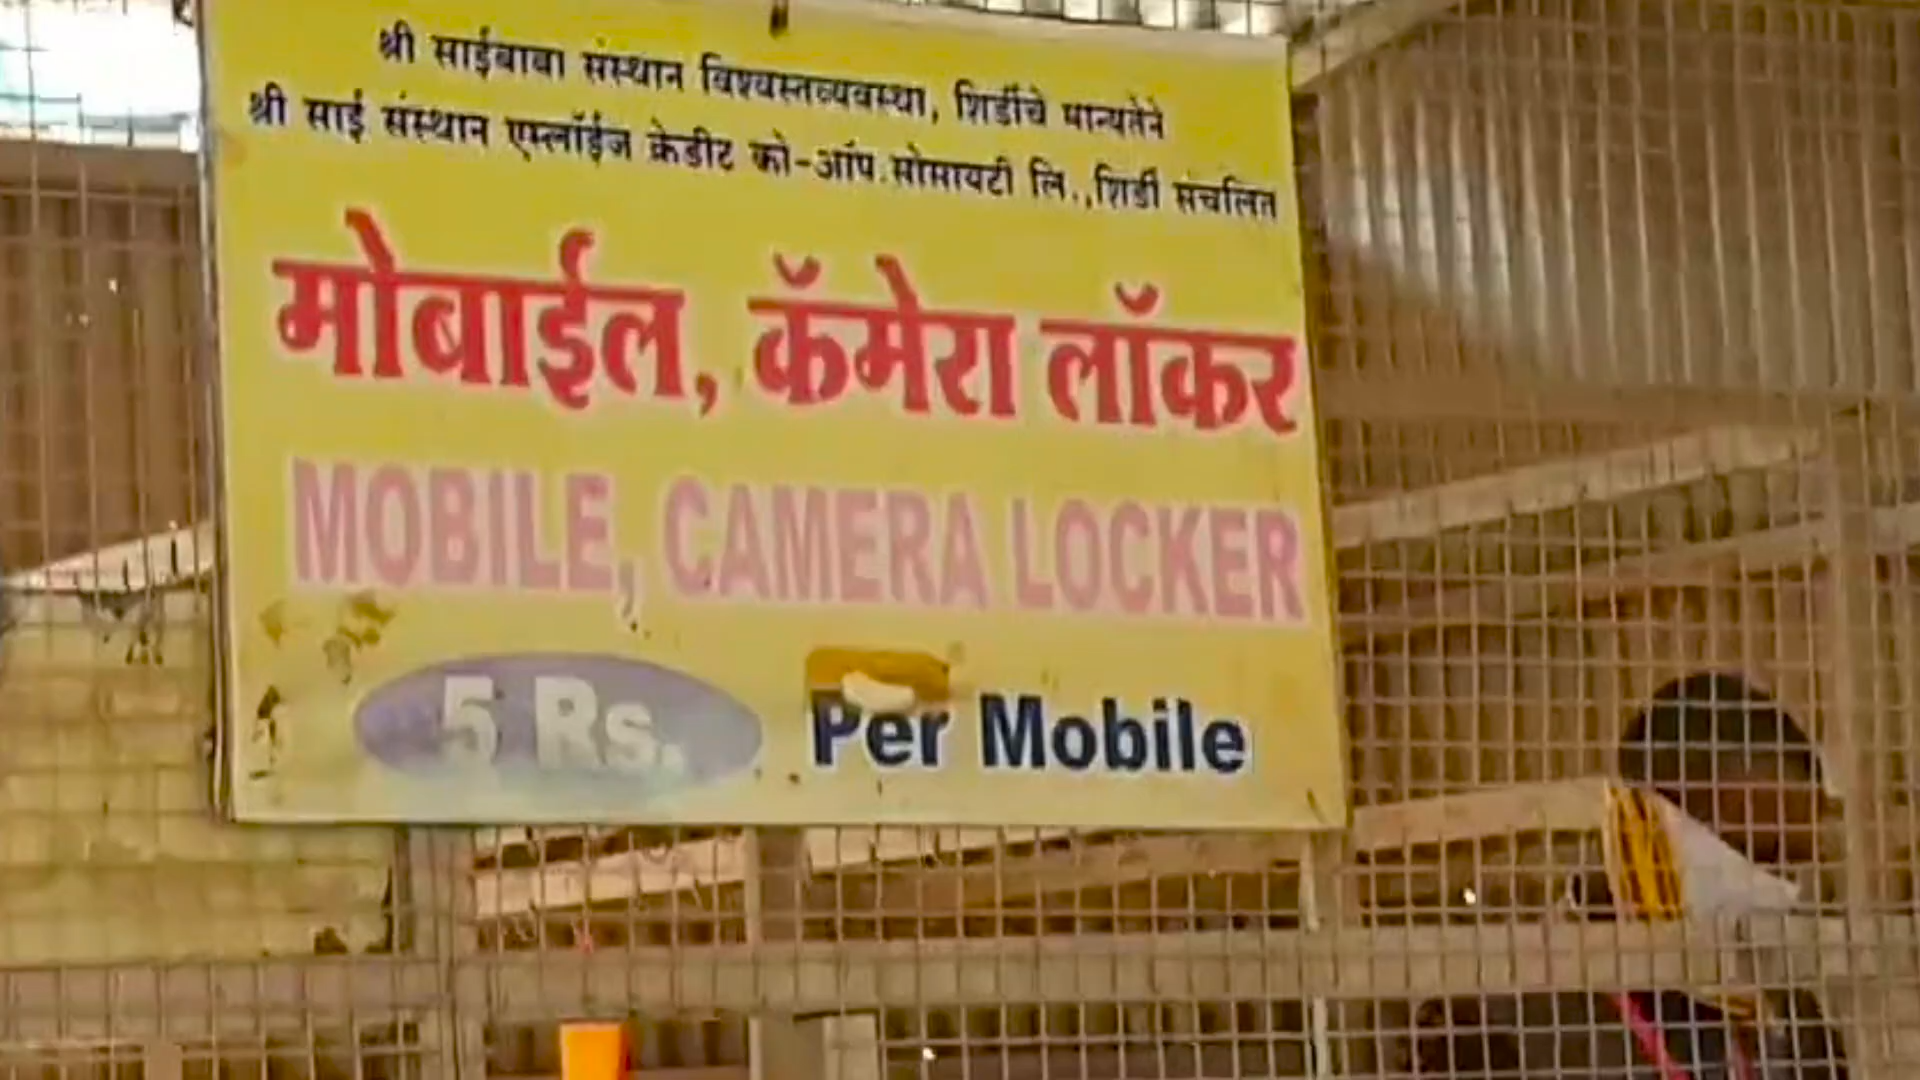 श्री साईबाबा संस्थान विश्वस्तव्यवस्था, शिर्डीचे मान्यतेने
श्री साई संस्थान एम्लॉईज क्रेडीट को-ऑप.सोसायटी लि.,शिर्डी संचलित
मोबाईल, कॅमेरा लॉकर
MOBILE, CAMERA LOCKER
5 Rs. Per Mobile